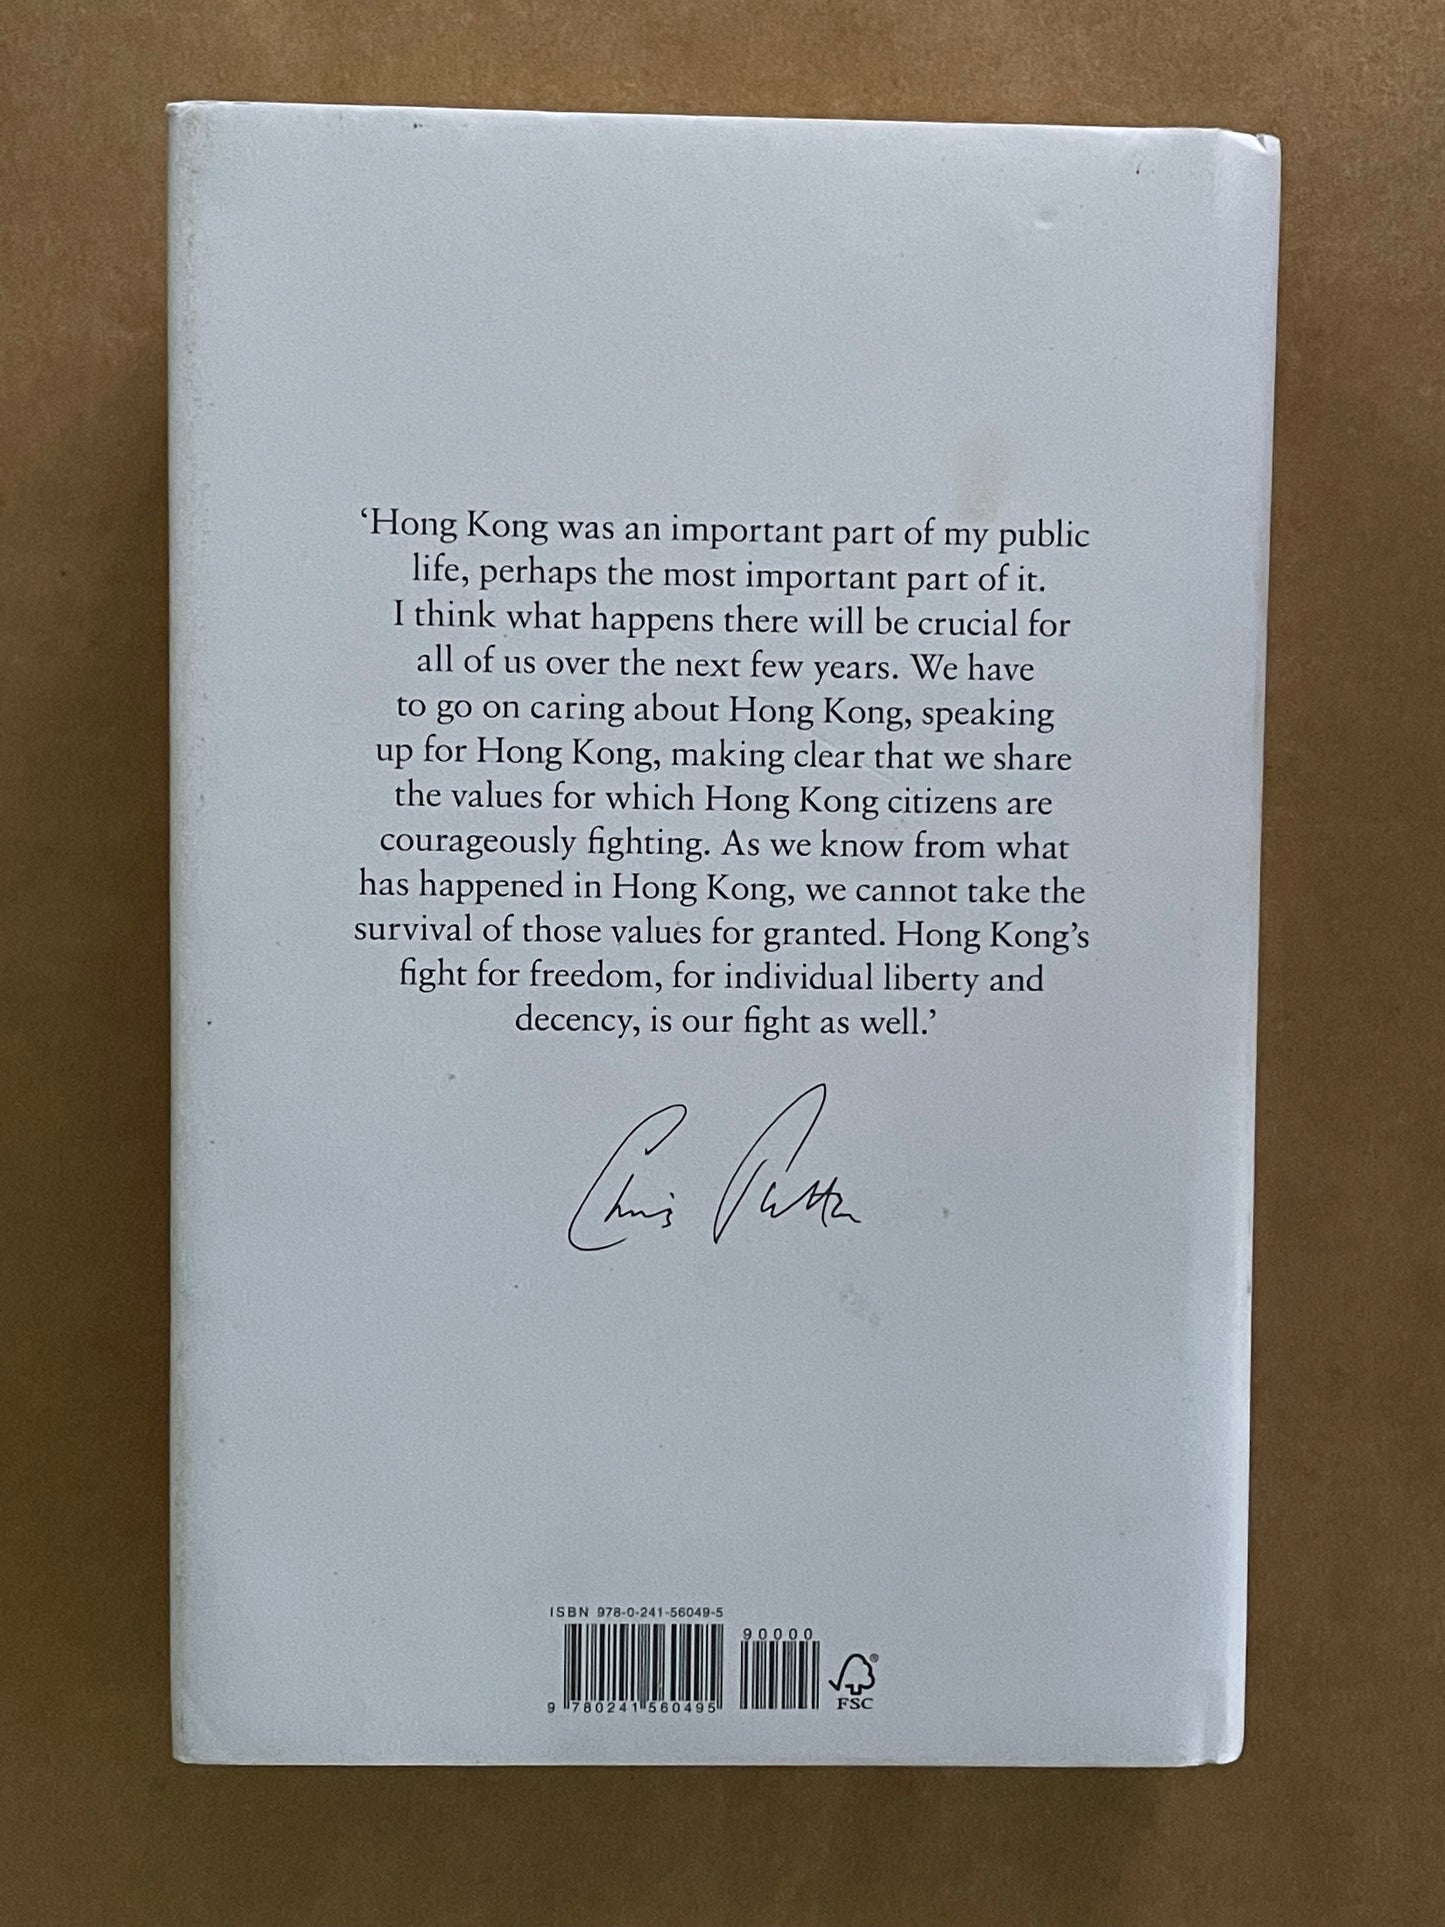 ‘Hong Kong was an important part of my public
life, perhaps the most important part of it.
I think what happens there will be crucial for
all of us over the next few years. We have
to go on caring about Hong Kong, speaking
up for Hong Kong, making clear that we share
the values for which Hong Kong citizens are
courageously fighting. As we know from what
has happened in Hong Kong, we cannot take the
survival of those values for granted. Hong Kong’s
fight for freedom, for individual liberty and
decency, is our fight as well.’
Chris Patten
ISBN 978-0-241-56049-5
90000
9 780241 560495
FSC®